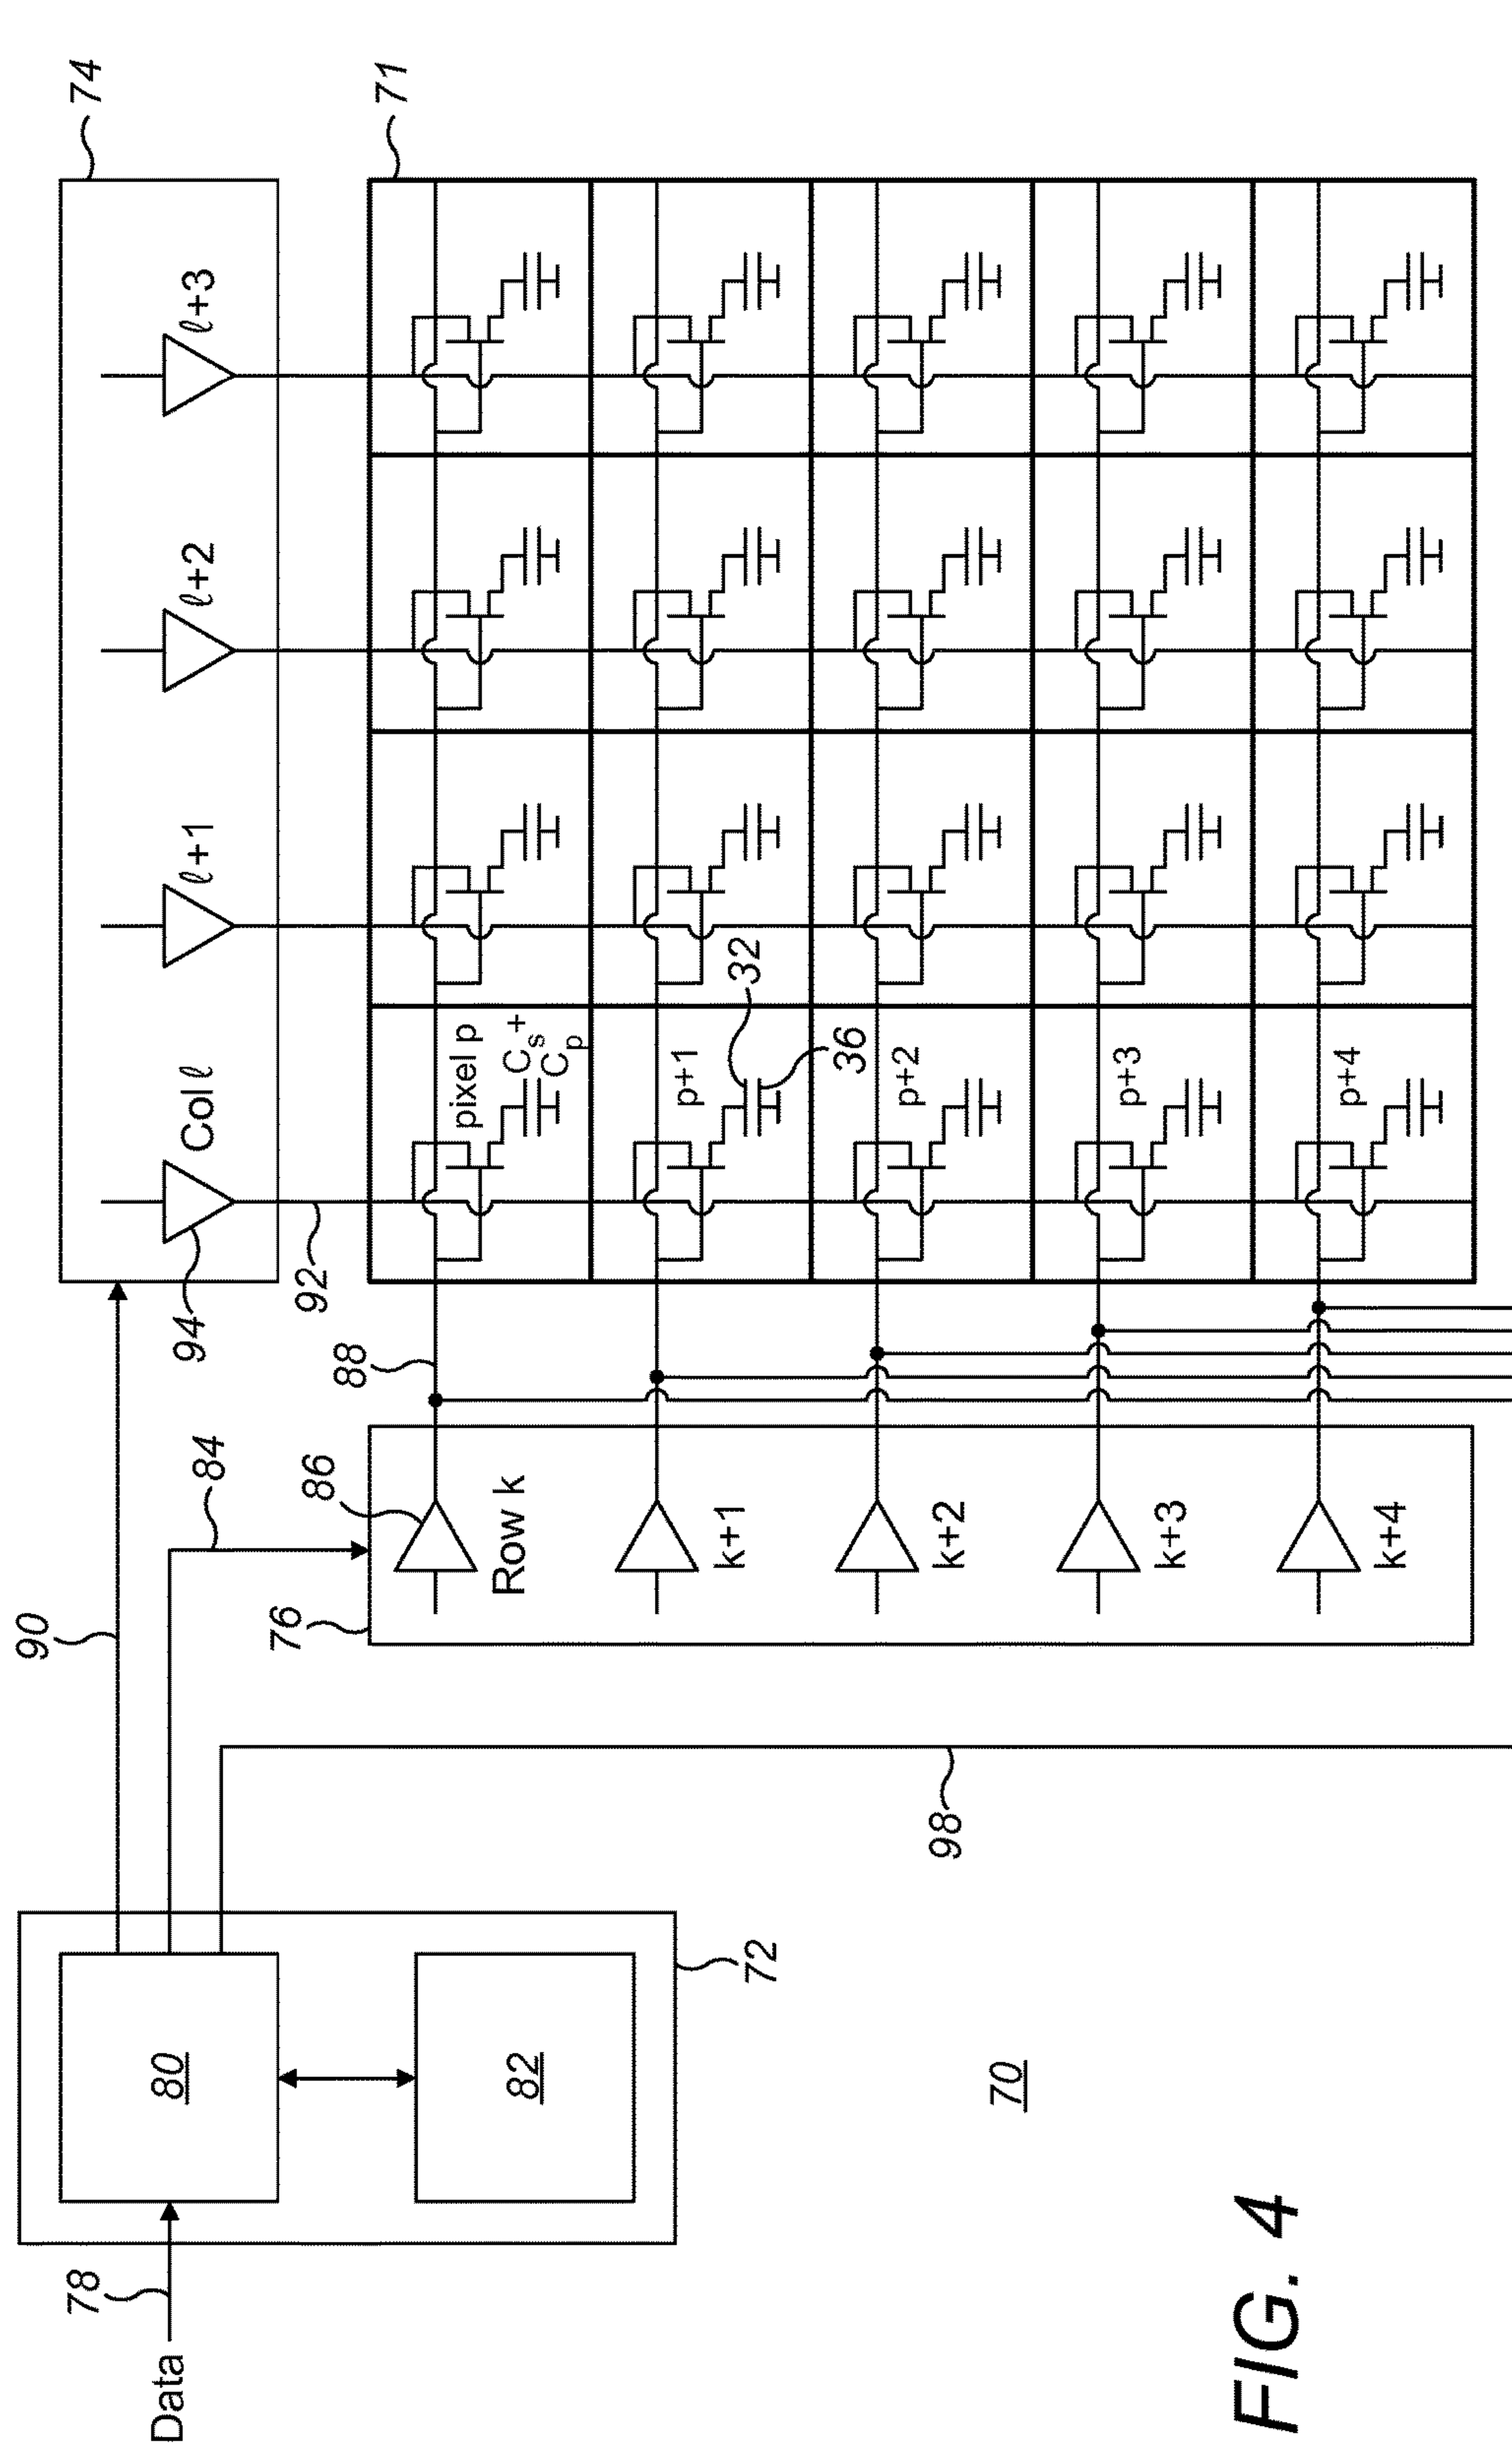 74
71
Col ℓ
ℓ+1
ℓ+2
ℓ+3
94
92
90
84
88
86
76
Row k
k+1
k+2
k+3
k+4
pixel p
Cs +
Cp
p+1
32
36
p+2
p+3
p+4
98
78
Data
80
82
72
70
FIG. 4